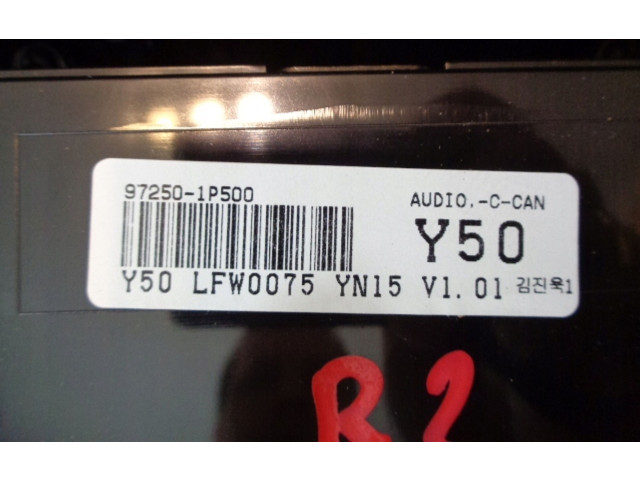 97250-1P500
AUDIO.-C-CAN
Y50
Y50 LFW0075 YN15 V1.01 김진욱1
R2